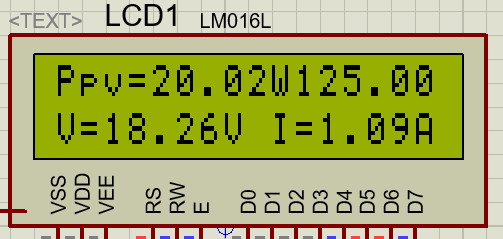 <TEXT> LCD1 LM016L
Ppv=20.02W125.00
V=18.26V I=1.09A
VSS VDD VEE RS RW E D0 D1 D2 D3 D4 D5 D6 D7